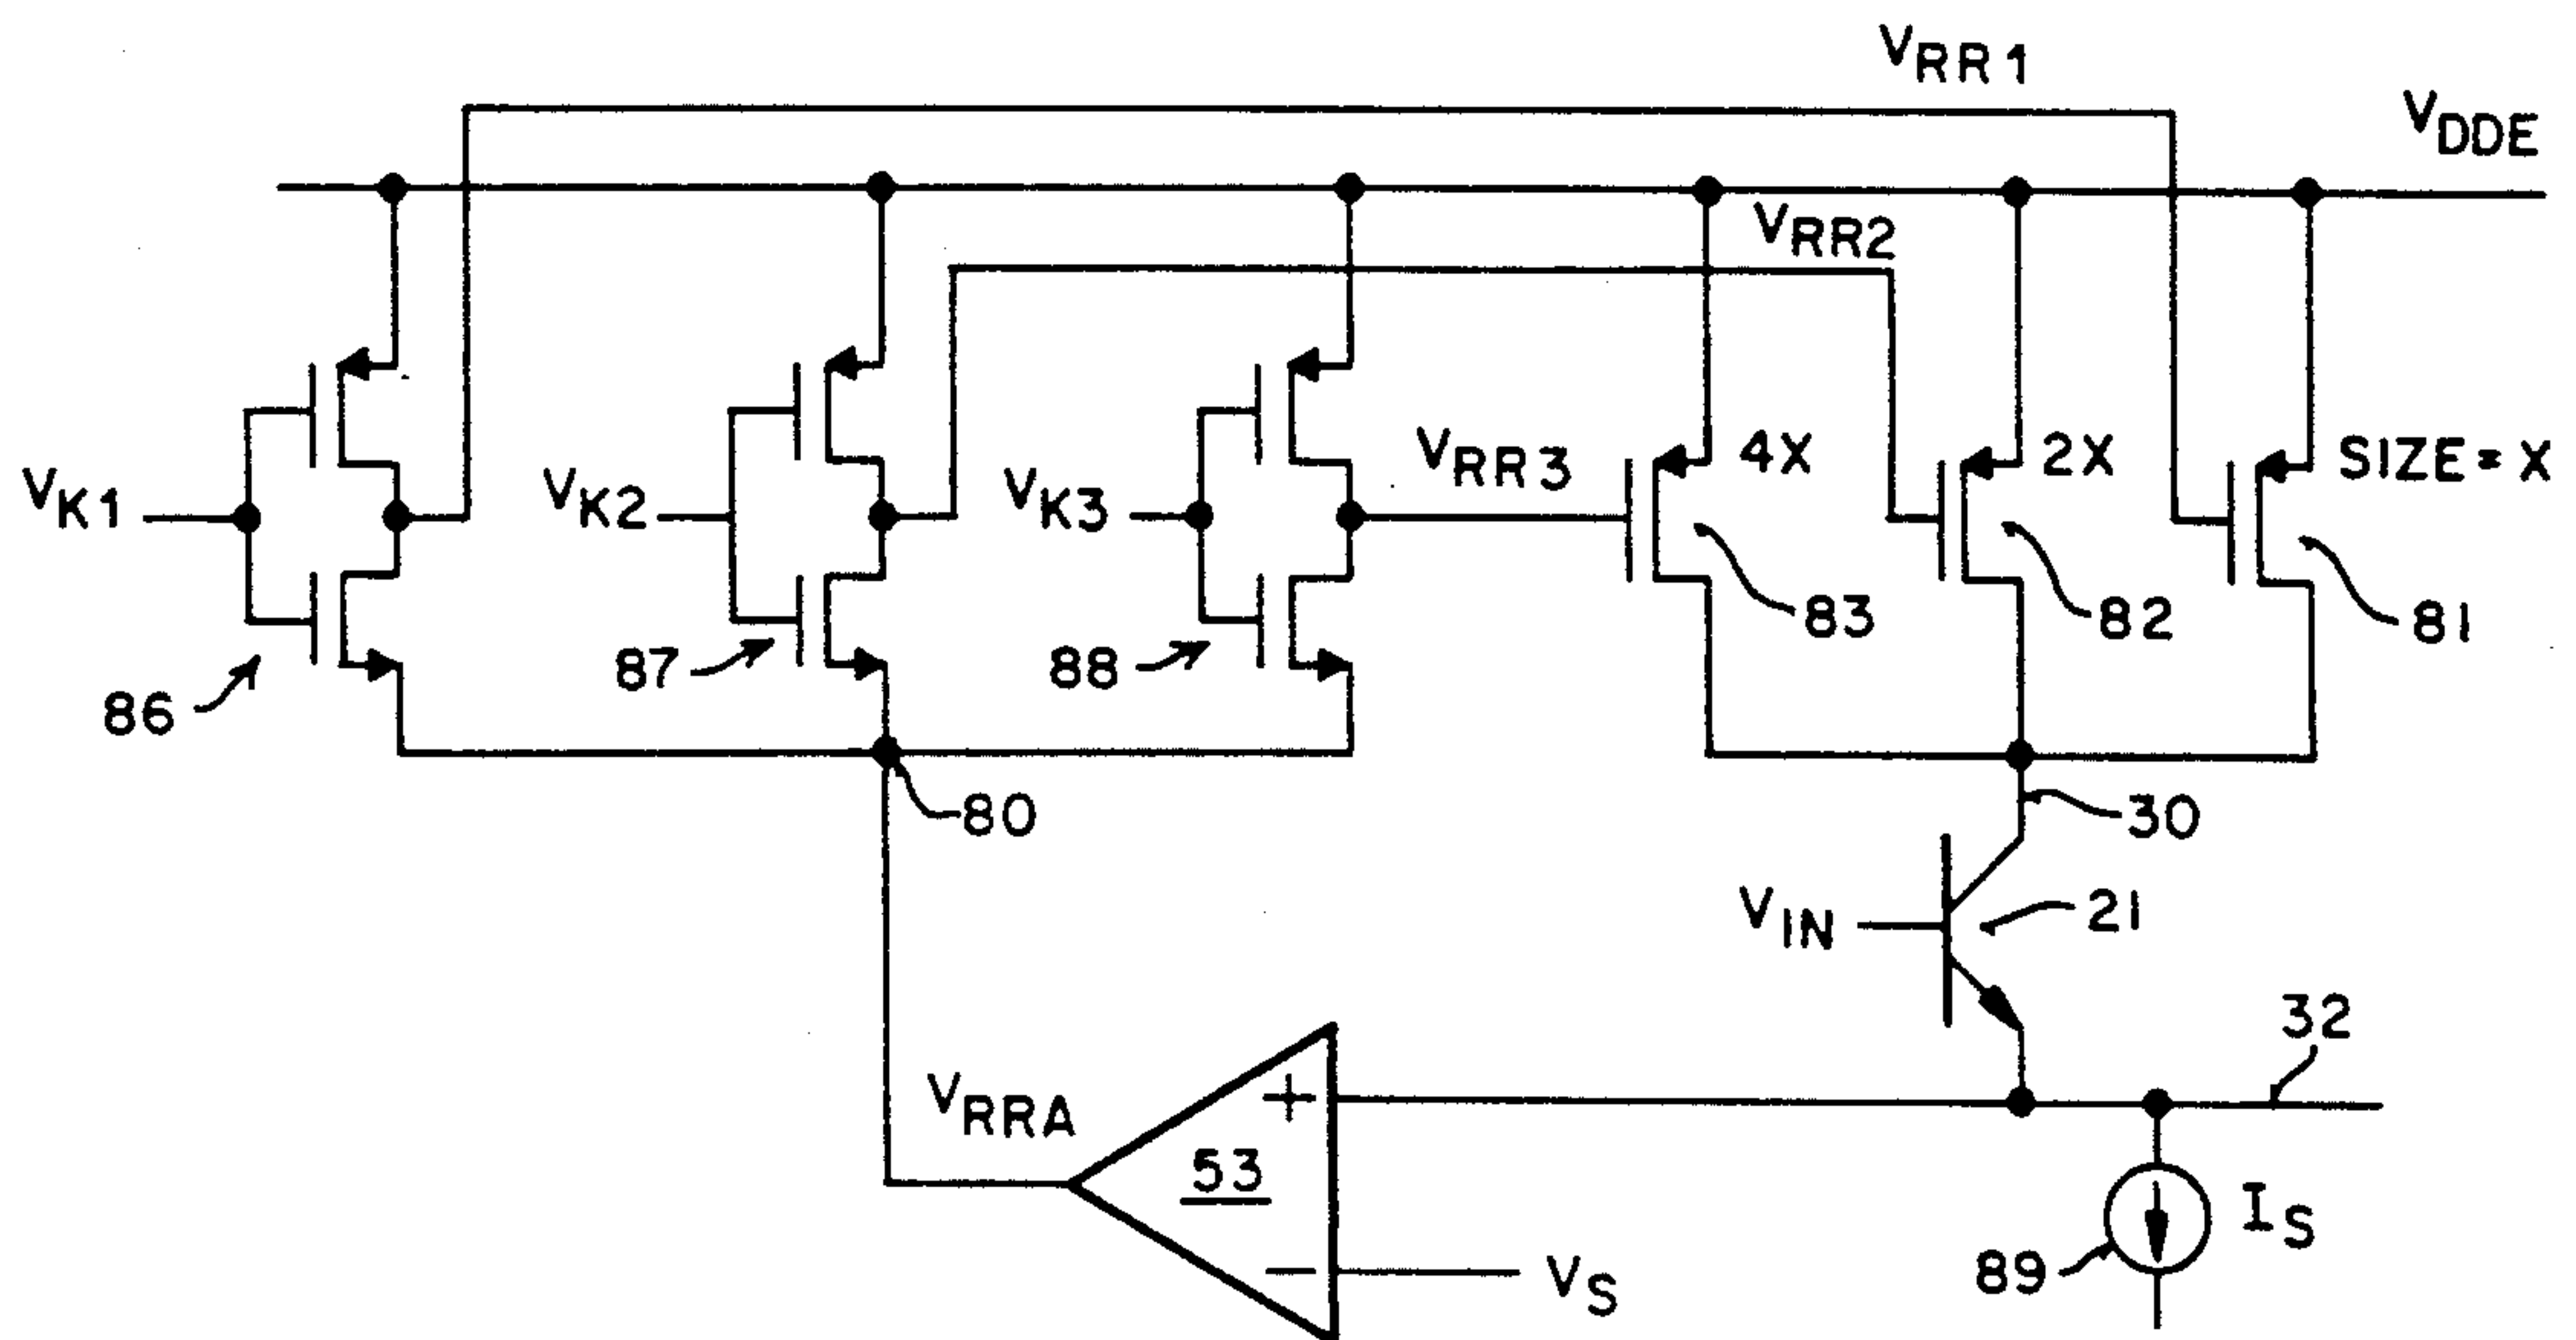 VRR1
VDDE
VRR2
VK1
VK2
VK3
VRR3
4X
2X
SIZE = X
86
87
88
83
82
81
80
30
VIN
21
32
VRRA
+
53
−
VS
IS
89